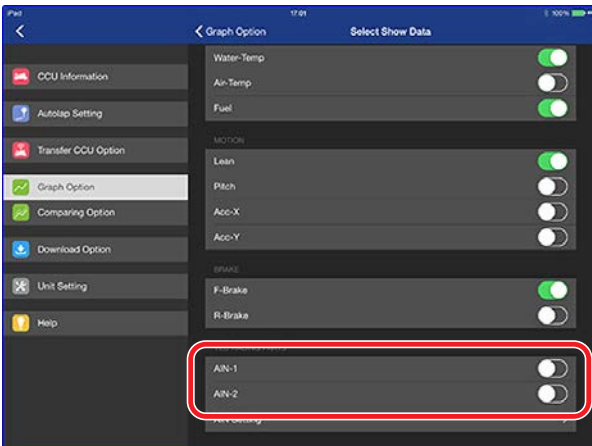 iPad 17:01 100%
Graph Option Select Show Data
CCU Information
Autolap Setting
Transfer CCU Option
Graph Option
Comparing Option
Download Option
Unit Setting
Help
Water-Temp
Air-Temp
Fuel
MOTION
Lean
Pitch
Acc-X
Acc-Y
BRAKE
F-Brake
R-Brake
AIN-1
AIN-2
AIN Setting